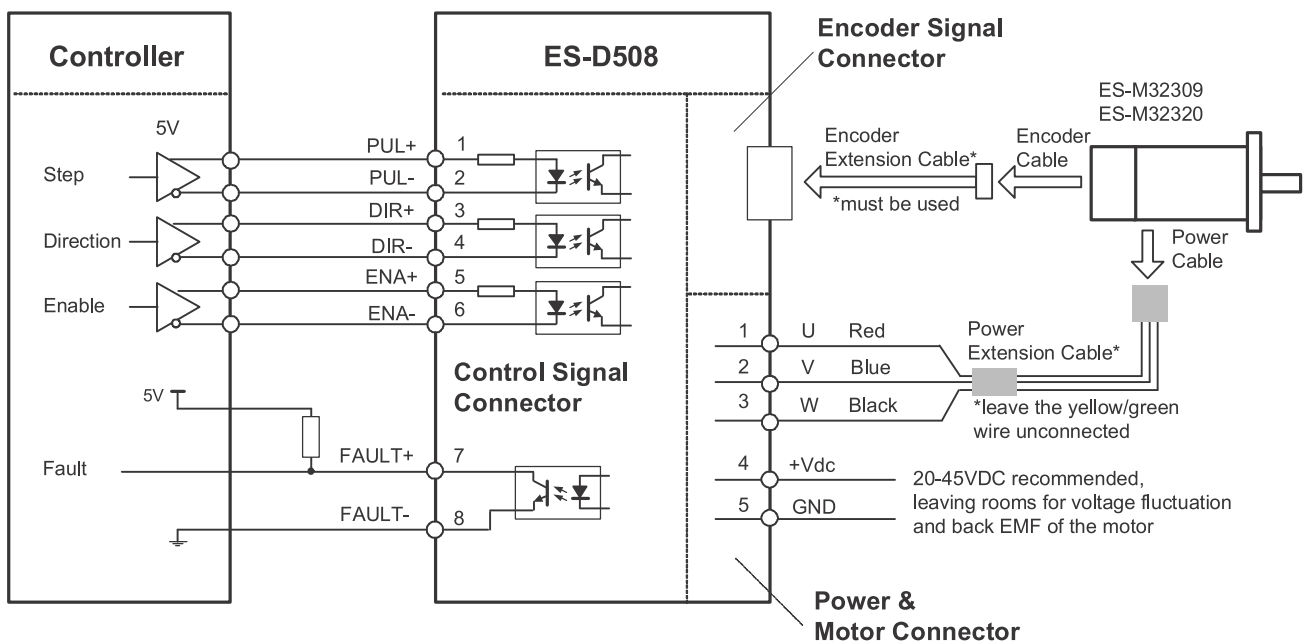 Controller
ES-D508
Encoder Signal
Connector
ES-M32309
ES-M32320
5V
Step
Direction
Enable
PUL+
PUL-
DIR+
DIR-
ENA+
ENA-
1
2
3
4
5
6
Encoder
Extension Cable*
*must be used
Encoder
Cable
Power
Cable
Control Signal
Connector
1 U Red
2 V Blue
3 W Black
Power
Extension Cable*
*leave the yellow/green
wire unconnected
5V
Fault
FAULT+ 7
FAULT- 8
4 +Vdc
5 GND
20-45VDC recommended,
leaving rooms for voltage fluctuation
and back EMF of the motor
Power &
Motor Connector